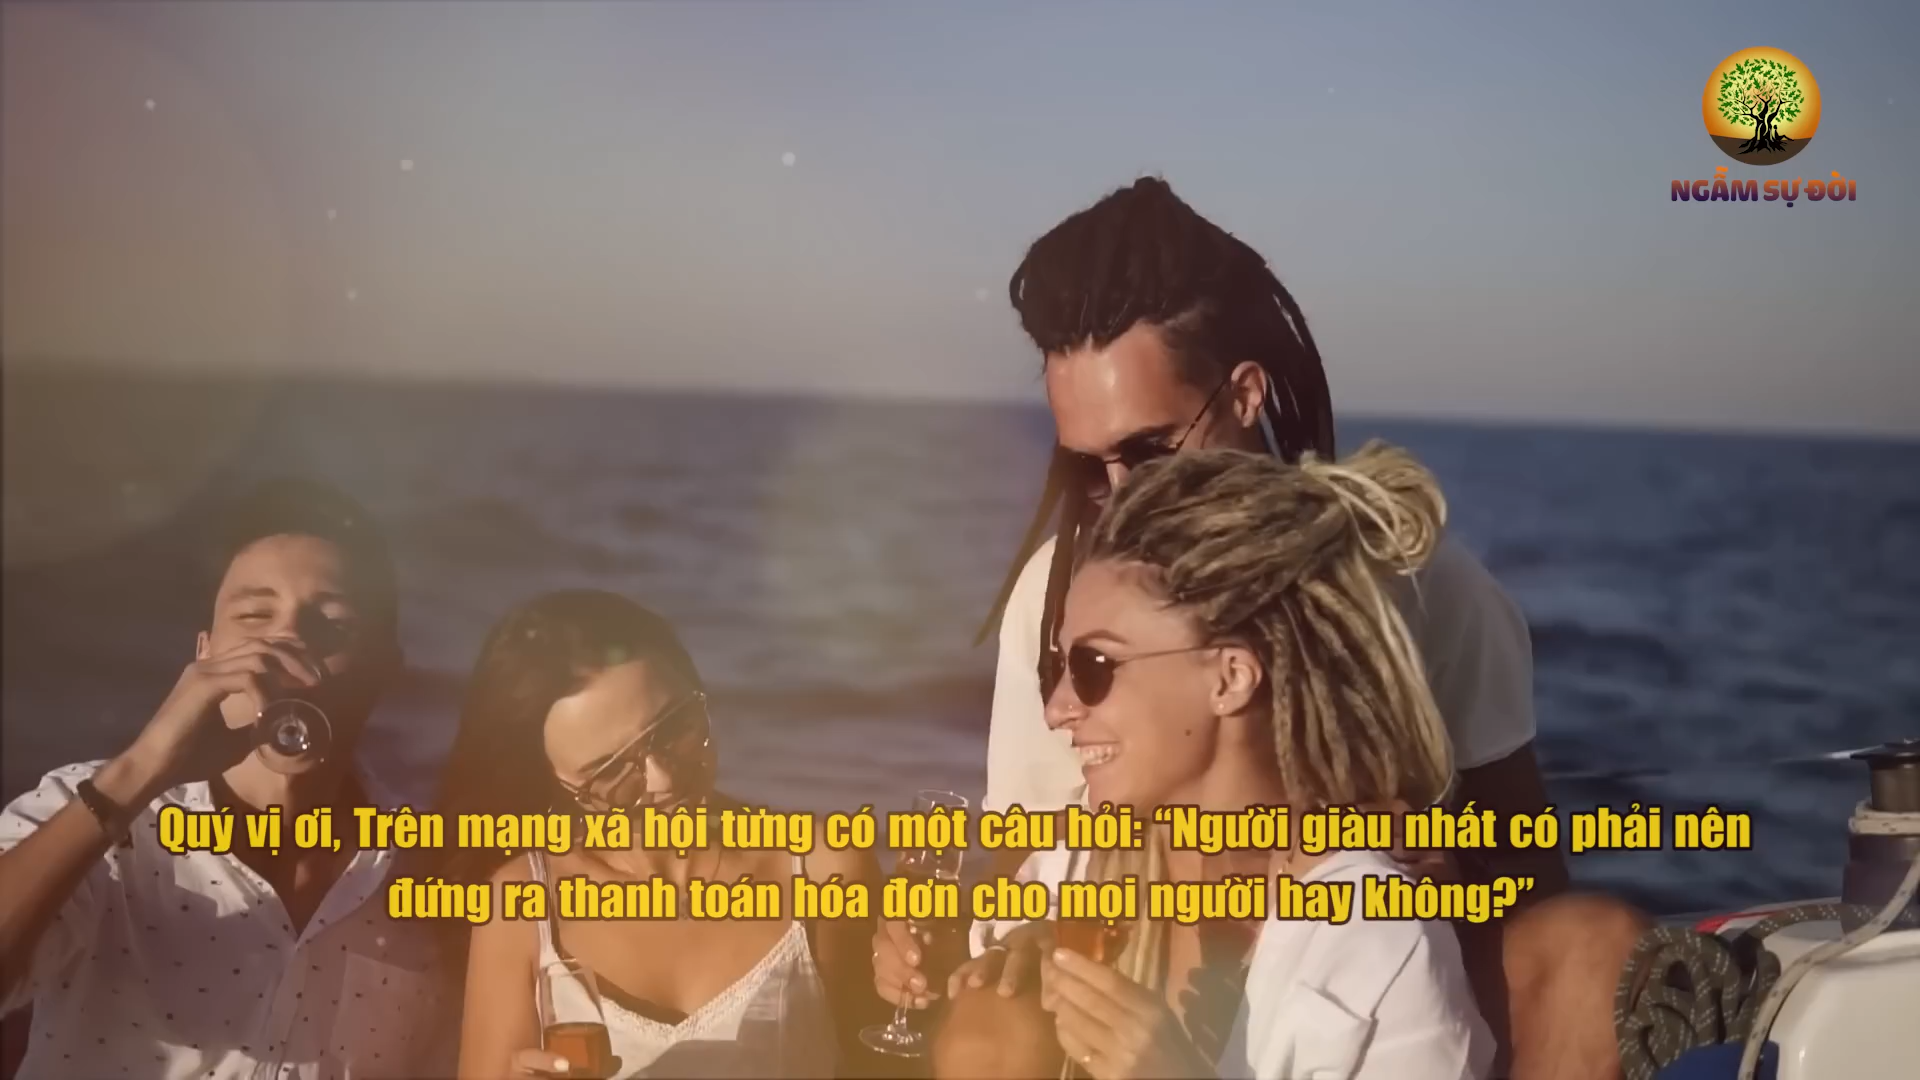 NGẪM SỰ ĐỜI
Quý vị ơi, Trên mạng xã hội từng có một câu hỏi: “Người giàu nhất có phải nên
đứng ra thanh toán hóa đơn cho mọi người hay không?”